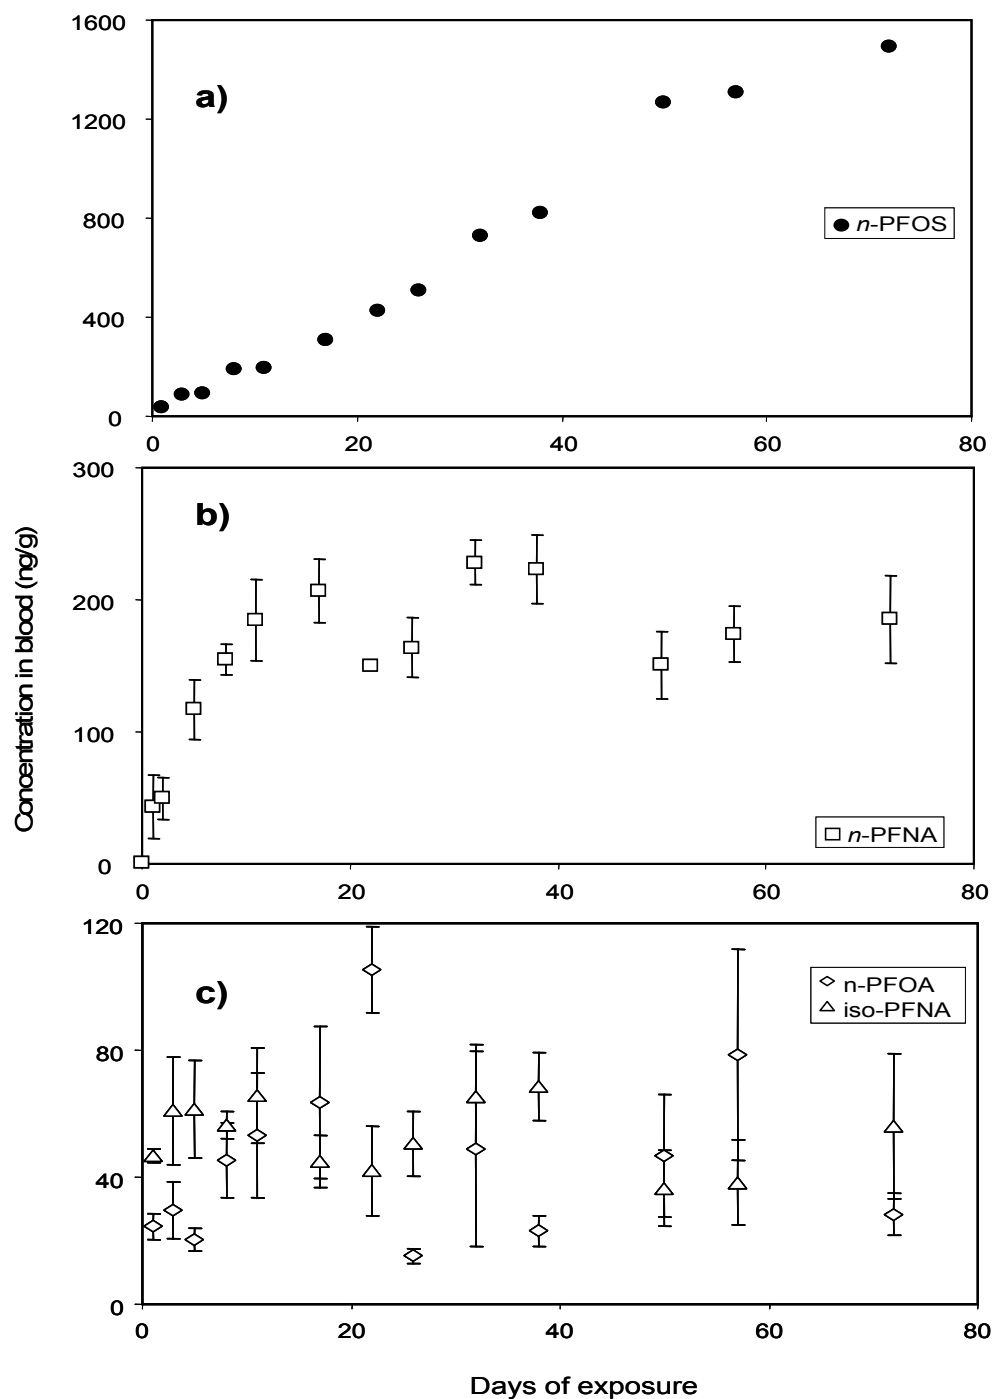 1600
a)
1200
800
n-PFOS
400
0
0 20 40 60 80
300
b)
200
100
n-PFNA
0
0 20 40 60 80
Concentration in blood (ng/g)
120
c)
n-PFOA
iso-PFNA
80
40
0
0 20 40 60 80
Days of exposure